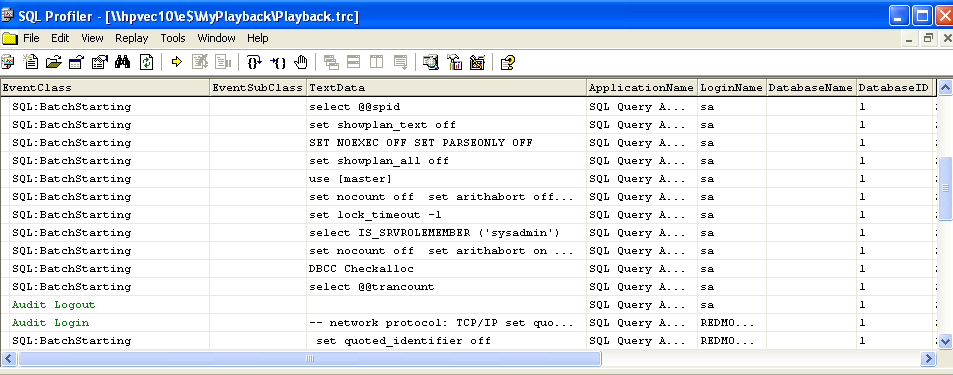 SQL Profiler - [\\hpvec10\e$\MyPlayback\Playback.trc]
File Edit View Replay Tools Window Help
EventClass EventSubClass TextData ApplicationName LoginName DatabaseName DatabaseID
SQL:BatchStarting select @@spid SQL Query A... sa 1
SQL:BatchStarting set showplan_text off SQL Query A... sa 1
SQL:BatchStarting SET NOEXEC OFF SET PARSEONLY OFF SQL Query A... sa 1
SQL:BatchStarting set showplan_all off SQL Query A... sa 1
SQL:BatchStarting use [master] SQL Query A... sa 1
SQL:BatchStarting set nocount off set arithabort off... SQL Query A... sa 1
SQL:BatchStarting set lock_timeout -1 SQL Query A... sa 1
SQL:BatchStarting select IS_SRVROLEMEMBER ('sysadmin') SQL Query A... sa 1
SQL:BatchStarting set nocount off set arithabort on ... SQL Query A... sa 1
SQL:BatchStarting DBCC Checkalloc SQL Query A... sa 1
SQL:BatchStarting select @@trancount SQL Query A... sa 1
Audit Logout SQL Query A... sa 1
Audit Login -- network protocol: TCP/IP set quo... SQL Query A... REDMO... 1
SQL:BatchStarting set quoted_identifier off SQL Query A... REDMO... 1